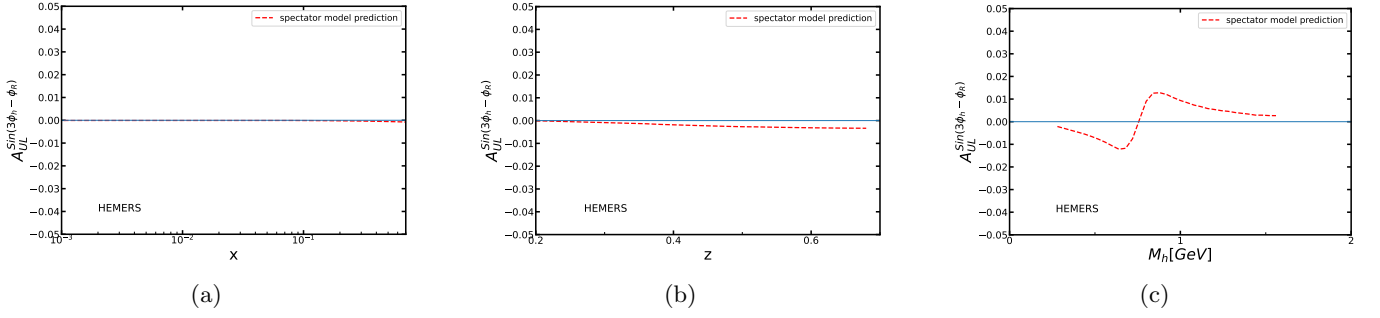 0.05
0.04
0.03
0.02
0.01
0.00
−0.01
−0.02
−0.03
−0.04
−0.05
A_{UL}^{Sin(3ϕ_h − ϕ_R)}
spectator model prediction
HEMERS
10^{−3} 10^{−2} 10^{−1}
x
(a)
0.05
0.04
0.03
0.02
0.01
0.00
−0.01
−0.02
−0.03
−0.04
−0.05
A_{UL}^{Sin(3ϕ_h − ϕ_R)}
spectator model prediction
HEMERS
0.2 0.4 0.6
z
(b)
0.05
0.04
0.03
0.02
0.01
0.00
−0.01
−0.02
−0.03
−0.04
−0.05
A_{UL}^{Sin(3ϕ_h − ϕ_R)}
spectator model prediction
HEMERS
0 1 2
M_h[GeV]
(c)